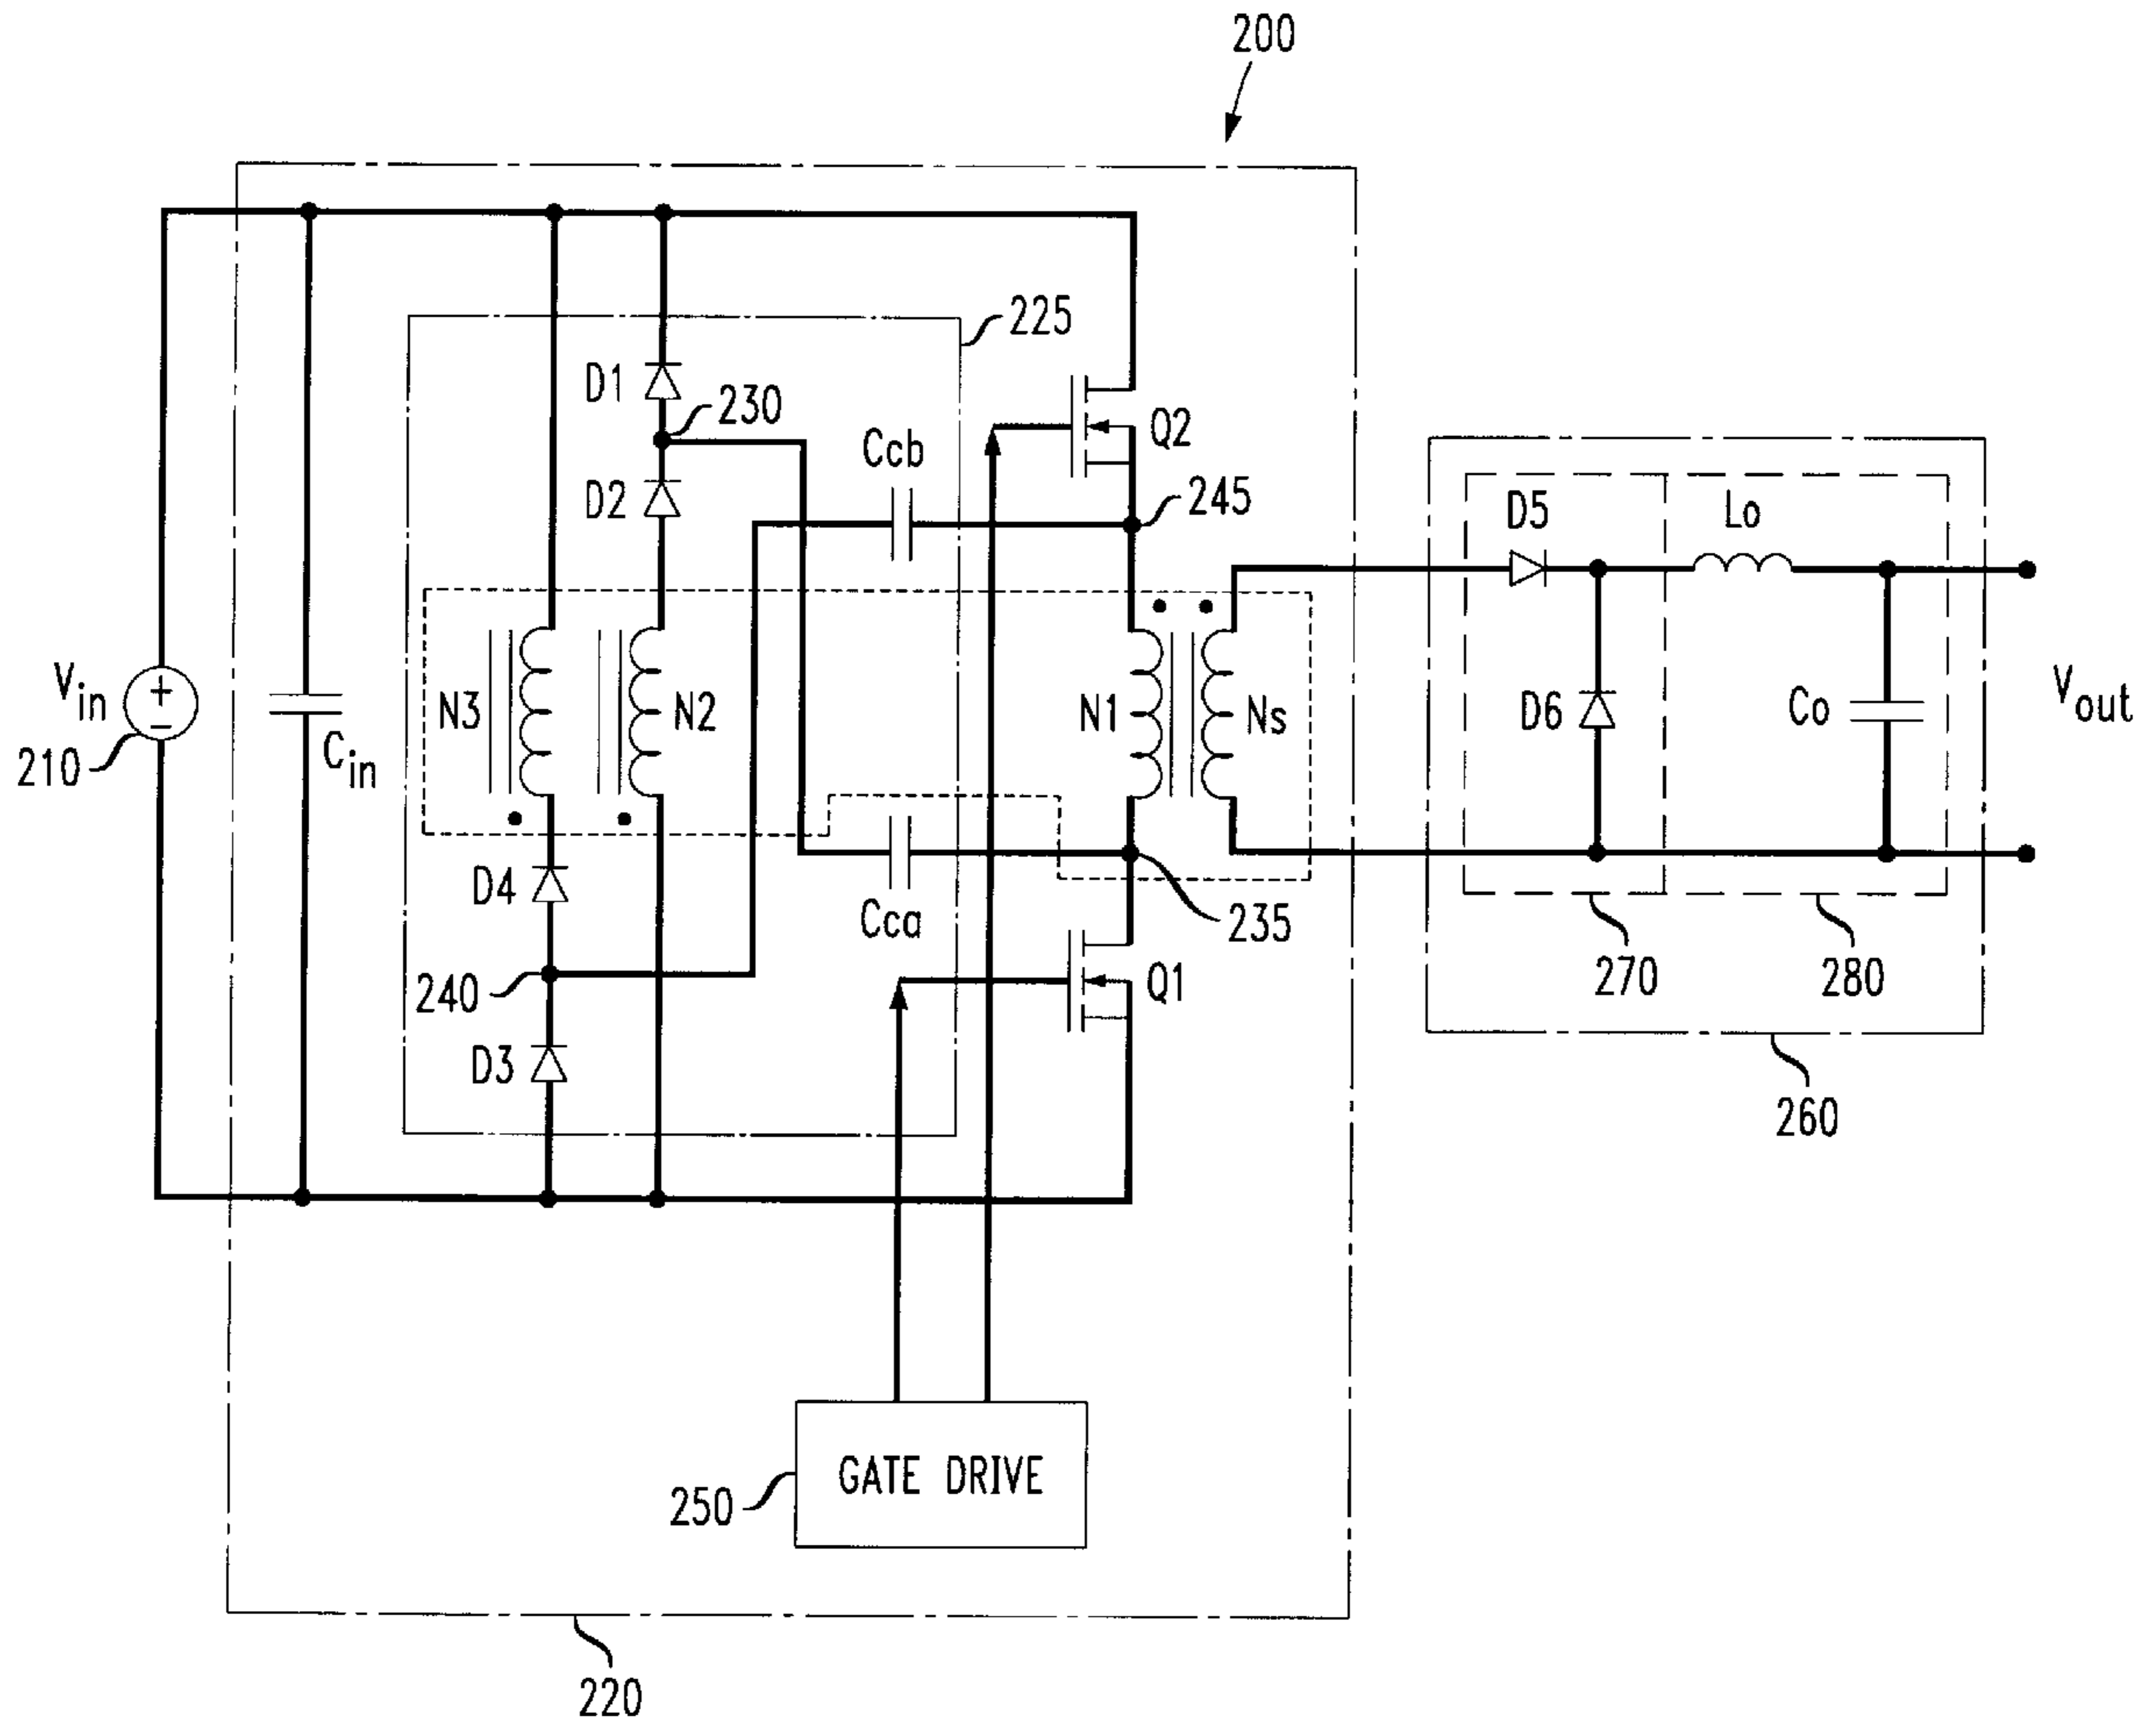 200
225
D1
230
Ccb
Q2
D2
245
D5
Lo
Vin
N3
N2
N1
Ns
D6
Co
Vout
210
Cin
D4
Cca
235
240
Q1
270
280
D3
260
GATE DRIVE
250
220